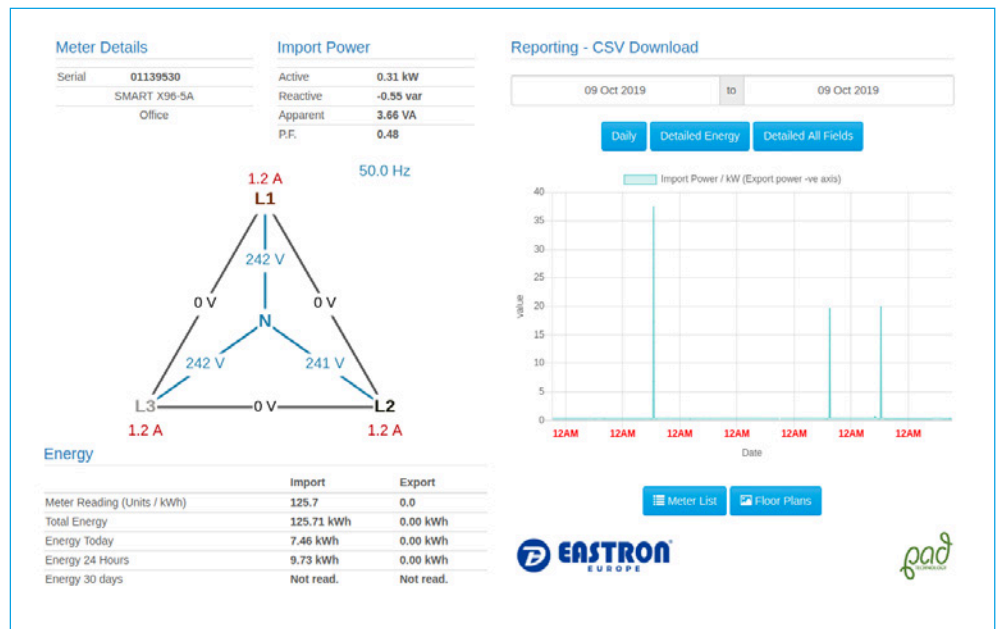 Meter Details
Serial 01139530
SMART X96-5A
Office
Import Power
Active 0.31 kW
Reactive -0.55 var
Apparent 3.66 VA
P.F. 0.48
50.0 Hz
1.2 A
L1
242 V
0 V 0 V
N
242 V 241 V
L3 0 V L2
1.2 A 1.2 A
Energy
Import Export
Meter Reading (Units / kWh) 125.7 0.0
Total Energy 125.71 kWh 0.00 kWh
Energy Today 7.46 kWh 0.00 kWh
Energy 24 Hours 9.73 kWh 0.00 kWh
Energy 30 days Not read. Not read.
Reporting - CSV Download
09 Oct 2019 to 09 Oct 2019
Daily Detailed Energy Detailed All Fields
Import Power / kW (Export power -ve axis)
40
35
30
25
20
15
10
5
0
value
12AM 12AM 12AM 12AM 12AM 12AM 12AM
Date
Meter List Floor Plans
EASTRON
EUROPE
pad
TECHNOLOGY